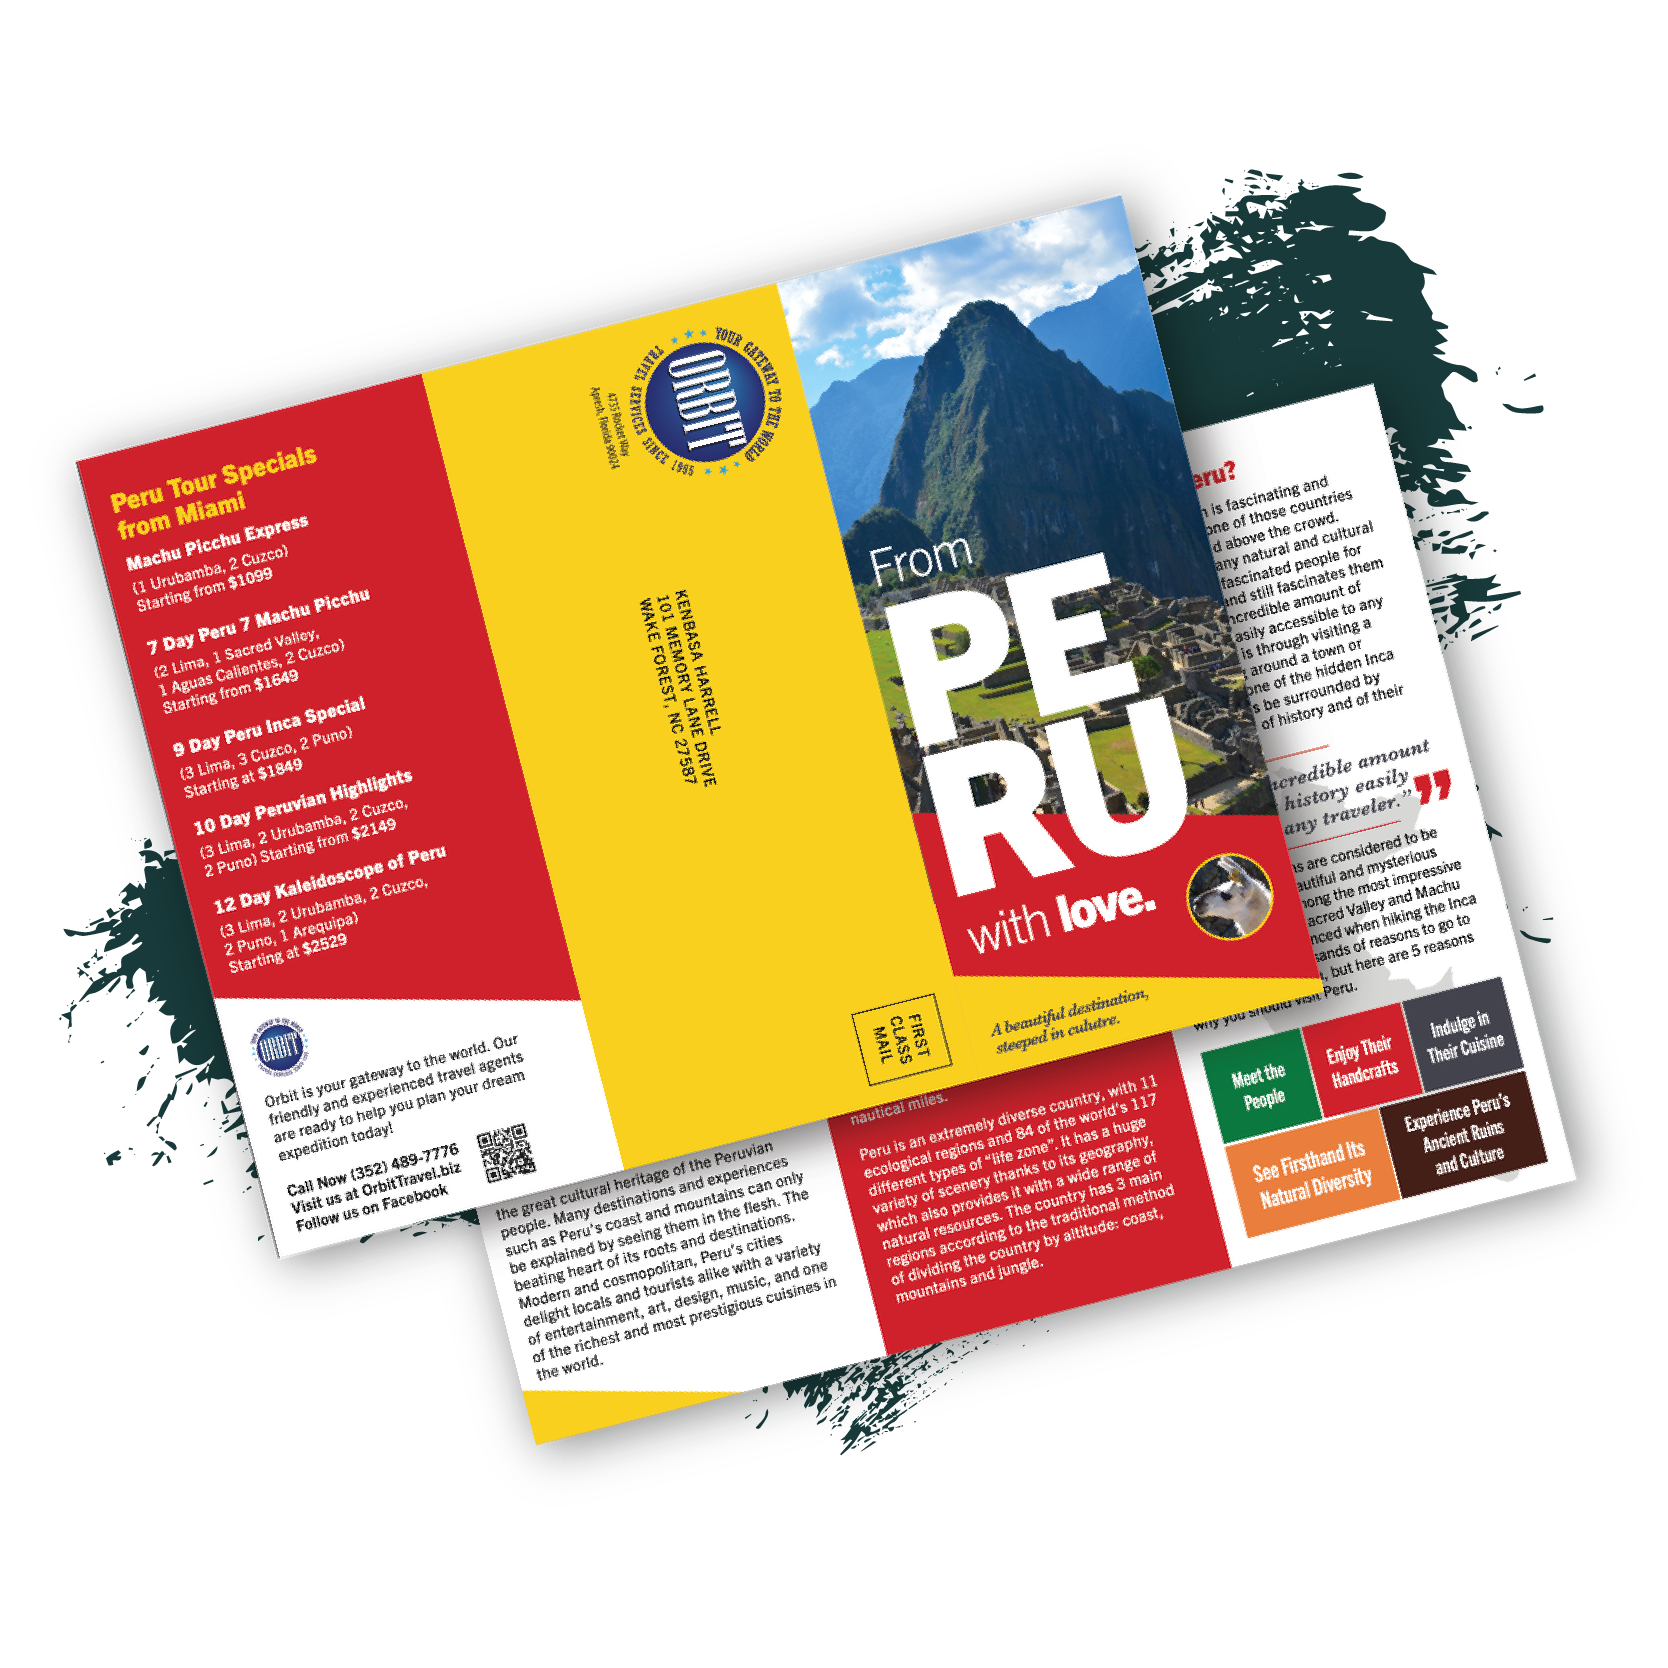 Peru Tour Specials
from Miami
Machu Picchu Express
(1 Urubamba, 2 Cuzco)
Starting from $1099
7 Day Peru 7 Machu Picchu
(2 Lima, 1 Sacred Valley,
1 Aguas Calientes, 2 Cuzco)
Starting from $1649
9 Day Peru Inca Special
(3 Lima, 3 Cuzco, 2 Puno)
Starting at $1849
10 Day Peruvian Highlights
(3 Lima, 2 Urubamba, 2 Cuzco,
2 Puno) Starting from $2149
12 Day Kaleidoscope of Peru
(3 Lima, 2 Urubamba, 2 Cuzco,
2 Puno, 1 Arequipa)
Starting at $2529
ORBIT
Orbit is your gateway to the world. Our
friendly and experienced travel agents
are ready to help you plan your dream
expedition today!
Call Now (352) 489-7776
Visit us at OrbitTravel.biz
Follow us on Facebook
YOUR GATEWAY TO THE WORLD
ORBIT
TRAVEL SERVICES SINCE 1995
4735 Rocket Way
Apresh, Florida 90024
KENBASA HARRELL
101 MEMORY LANE DRIVE
WAKE FOREST, NC 27587
FIRST
CLASS
MAIL
From
PE
RU
with love.
A beautiful destination,
steeped in culutre.
eru?
is fascinating and
one of those countries
d above the crowd.
any natural and cultural
fascinated people for
and still fascinates them
ncredible amount of
asily accessible to any
is through visiting a
around a town or
one of the hidden Inca
s be surrounded by
of history and of their
ncredible amount
history easily
any traveler.”
”
ns are considered to be
autiful and mysterious
nong the most impressive
acred Valley and Machu
nced when hiking the Inca
sands of reasons to go to
, but here are 5 reasons
why you should visit Peru.
Meet the
People
Enjoy Their
Handcrafts
Indulge in
Their Cuisine
See Firsthand Its
Natural Diversity
Experience Peru's
Ancient Ruins
and Culture
the great cultural heritage of the Peruvian
people. Many destinations and experiences
such as Peru's coast and mountains can only
be explained by seeing them in the flesh. The
beating heart of its roots and destinations.
Modern and cosmopolitan, Peru's cities
delight locals and tourists alike with a variety
of entertainment, art, design, music, and one
of the richest and most prestigious cuisines in
the world.
nautical miles.
Peru is an extremely diverse country, with 11
ecological regions and 84 of the world's 117
different types of “life zone”. It has a huge
variety of scenery thanks to its geography,
which also provides it with a wide range of
natural resources. The country has 3 main
regions according to the traditional method
of dividing the country by altitude: coast,
mountains and jungle.